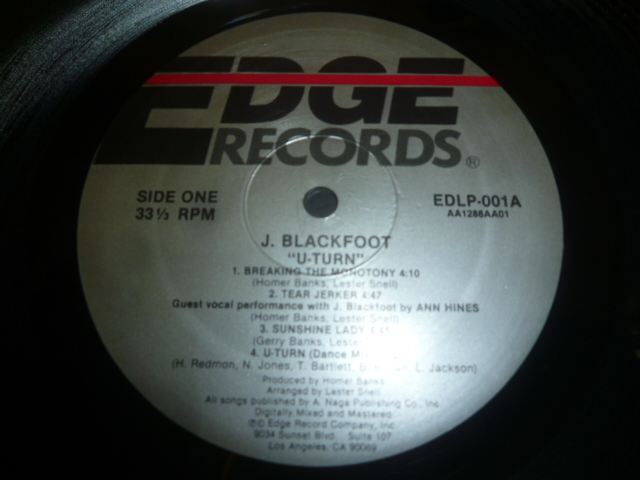 EDGE
RECORDS®
SIDE ONE
33⅓ RPM
EDLP-001A
AA1286AA01
J. BLACKFOOT
"U-TURN"
1. BREAKING THE MONOTONY 4:10
(Homer Banks, Lester Snell)
2. TEAR JERKER 4:47
Guest vocal performance with J. Blackfoot by ANN HINES
(Homer Banks, Lester Snell)
3. SUNSHINE LADY
(Gerry Banks, Lester
4. U-TURN (Dance
(H. Redmon, N. Jones, T. Bartlett, L. Jackson)
Produced by Homer Banks
Arranged by Lester Snell
All songs published by A. Naga Publishing Co., Inc.
Digitally Mixed and Mastered
℗© Edge Record Company, Inc.
9034 Sunset Blvd. Suite 107
Los Angeles, CA 90069